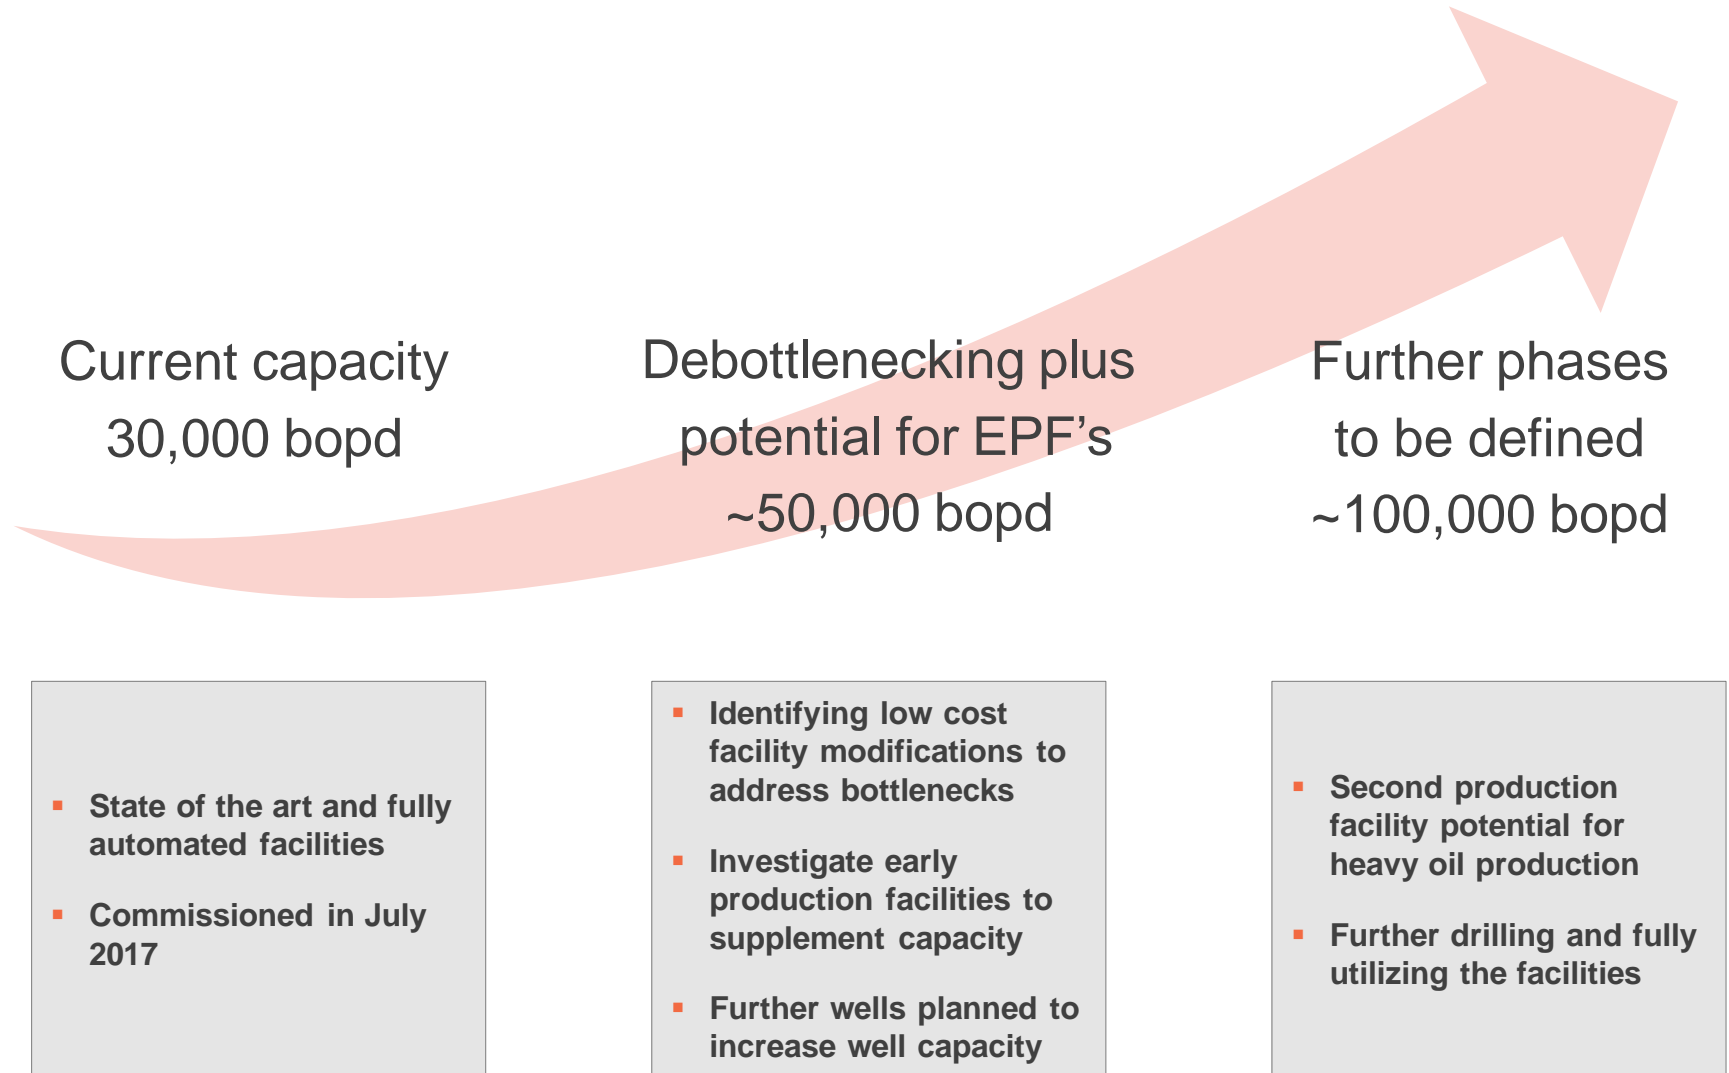 Current capacity
30,000 bopd
Debottlenecking plus
potential for EPF’s
~50,000 bopd
Further phases
to be defined
~100,000 bopd
▪ State of the art and fully
automated facilities
▪ Commissioned in July
2017
▪ Identifying low cost
facility modifications to
address bottlenecks
▪ Investigate early
production facilities to
supplement capacity
▪ Further wells planned to
increase well capacity
▪ Second production
facility potential for
heavy oil production
▪ Further drilling and fully
utilizing the facilities